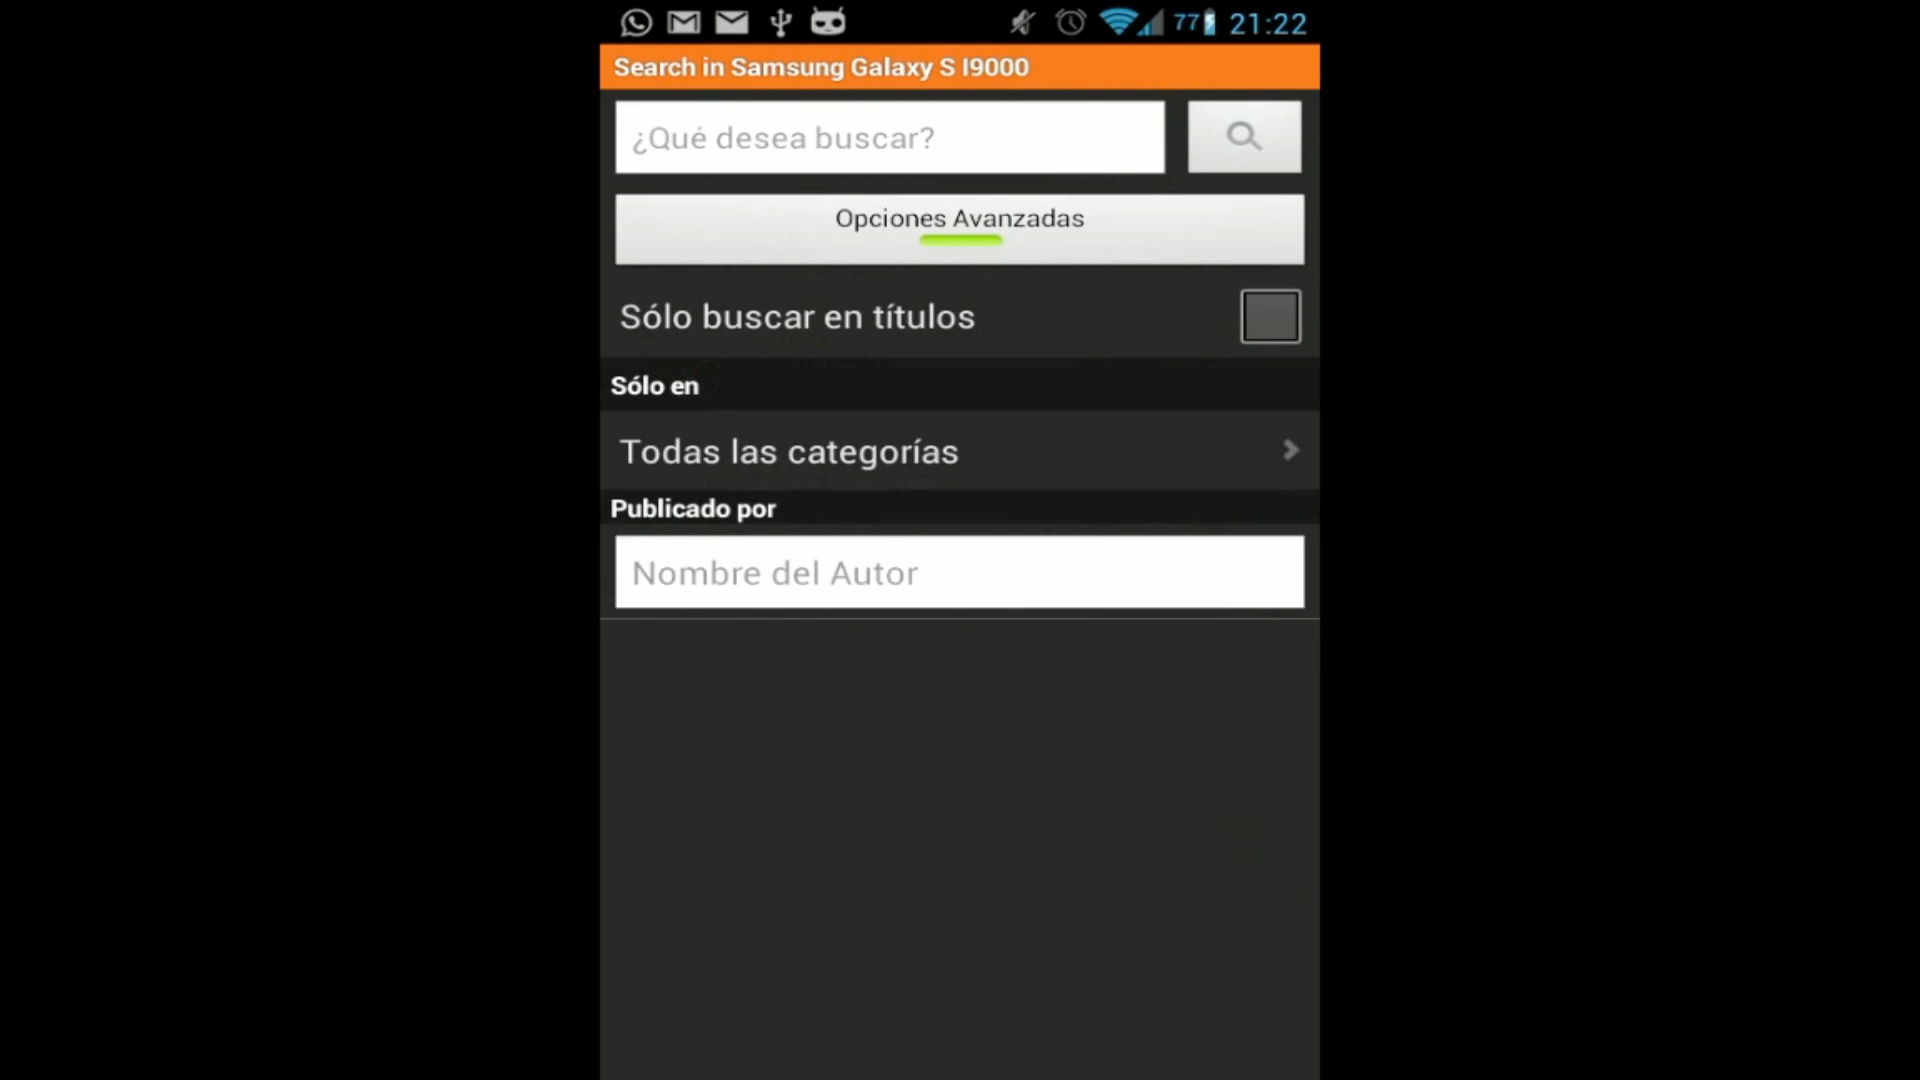 77 21:22
Search in Samsung Galaxy S I9000
¿Qué desea buscar?
Opciones Avanzadas
Sólo buscar en títulos
Sólo en
Todas las categorías
Publicado por
Nombre del Autor